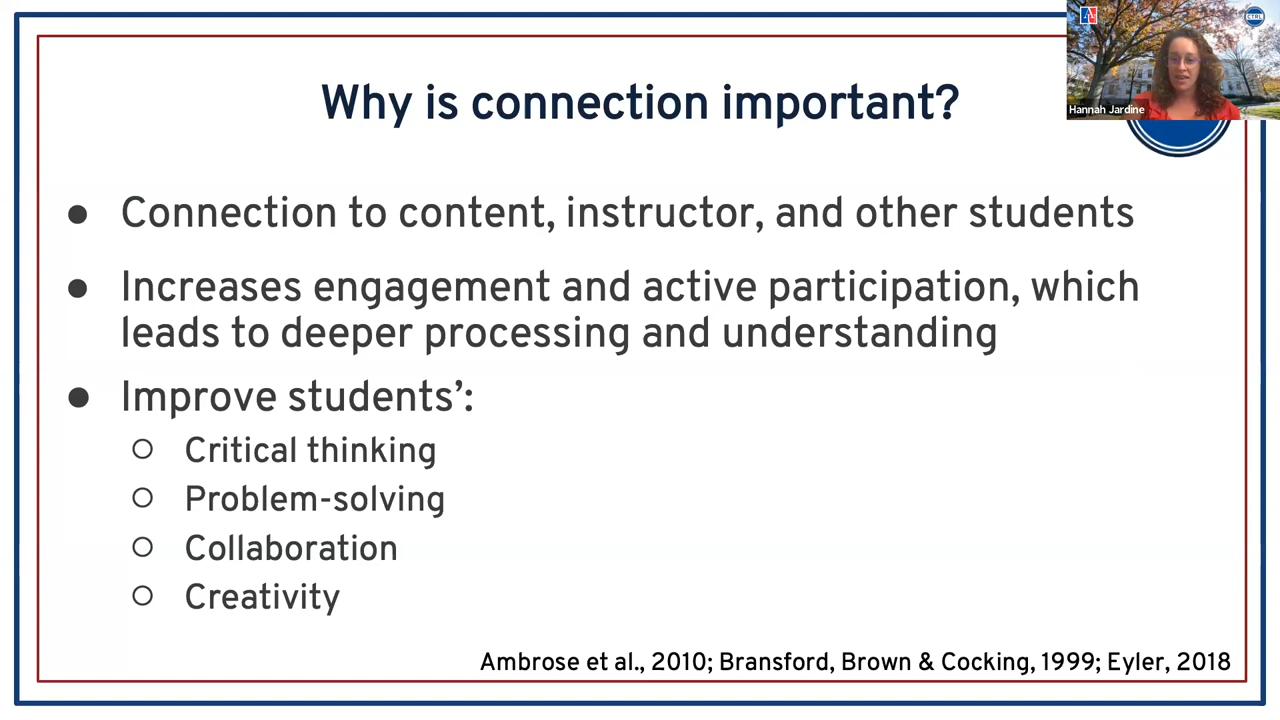 Why is connection important?
CTRL
Hannah Jardine
● Connection to content, instructor, and other students
● Increases engagement and active participation, which
leads to deeper processing and understanding
● Improve students’:
○ Critical thinking
○ Problem-solving
○ Collaboration
○ Creativity
Ambrose et al., 2010; Bransford, Brown & Cocking, 1999; Eyler, 2018